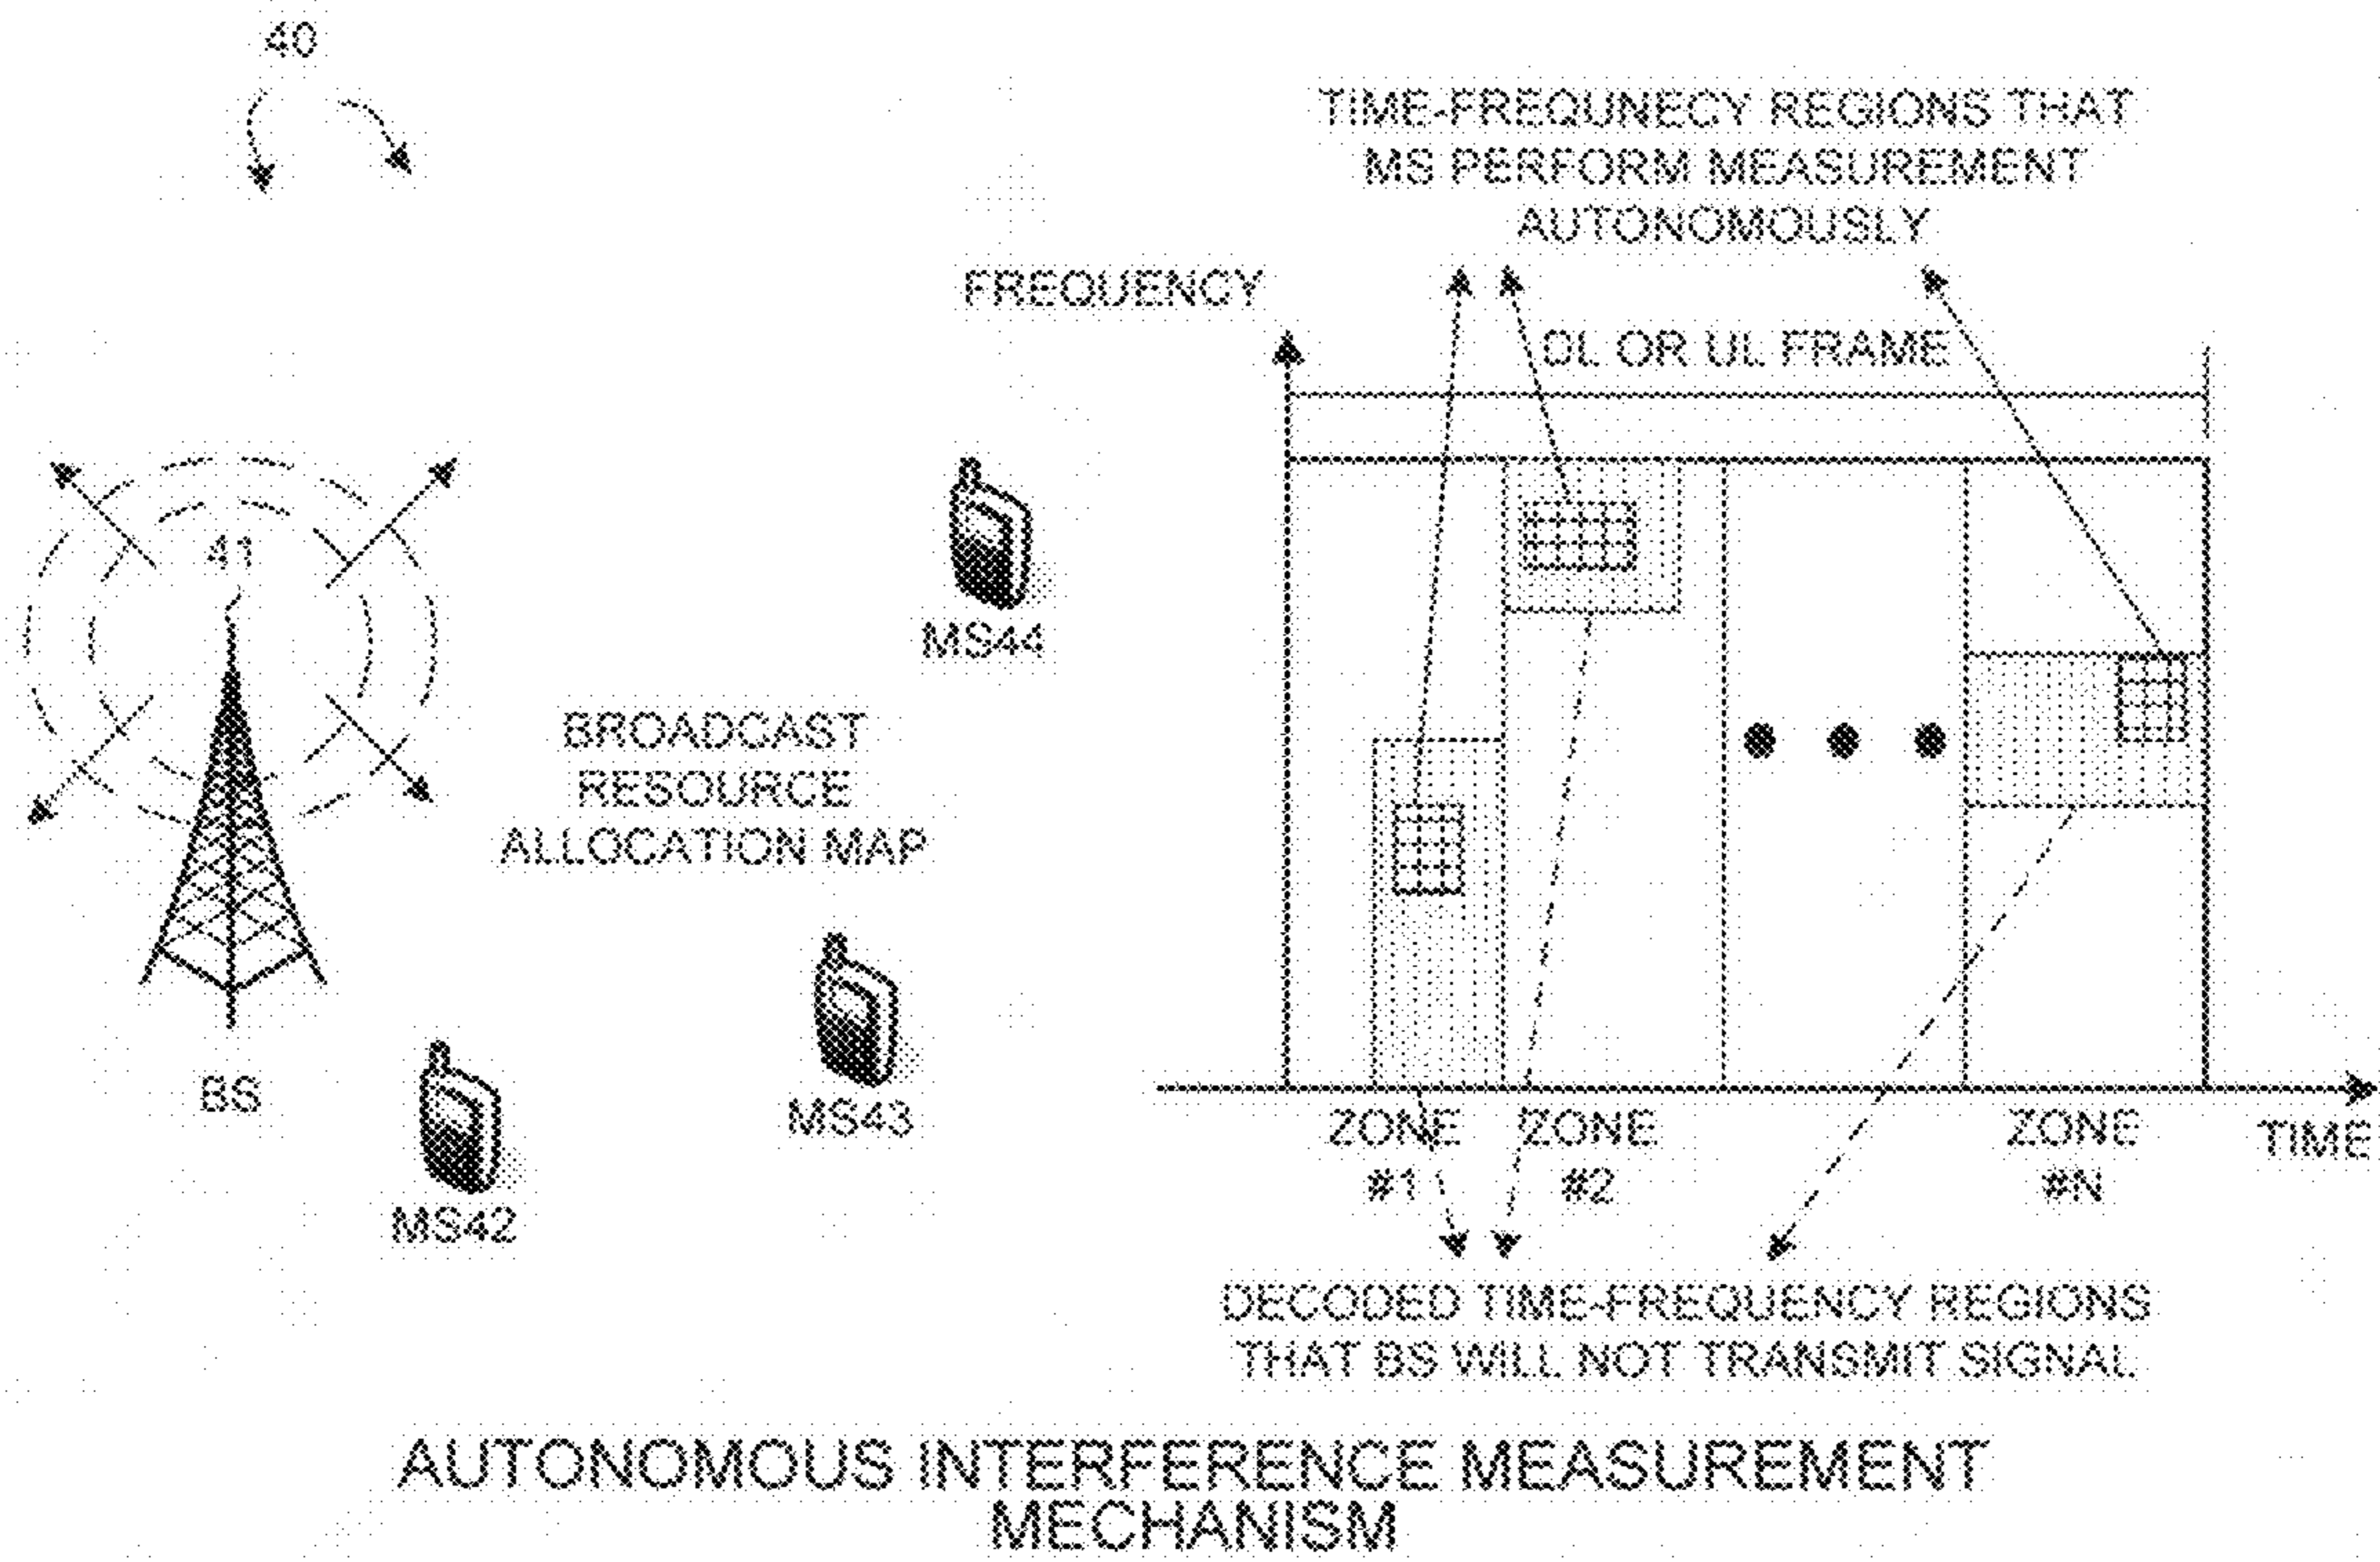 40
TIME-FREQUNECY REGIONS THAT
MS PERFORM MEASUREMENT
AUTONOMOUSLY
FREQUENCY
DL OR UL FRAME
41
MS44
BROADCAST
RESOURCE
ALLOCATION MAP
BS
MS43
MS42
ZONE
#1
ZONE
#2
ZONE
#N
TIME
DECODED TIME-FREQUENCY REGIONS
THAT BS WILL NOT TRANSMIT SIGNAL
AUTONOMOUS INTERFERENCE MEASUREMENT
MECHANISM